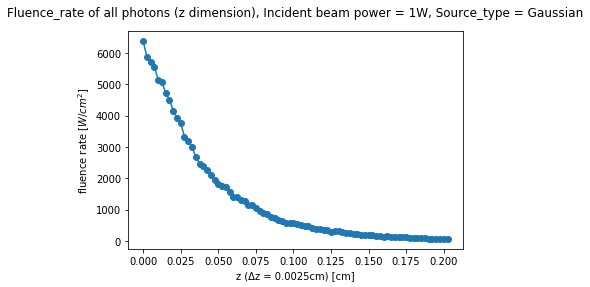 Fluence_rate of all photons (z dimension), Incident beam power = 1W, Source_type = Gaussian
6000
5000
4000
3000
2000
1000
0
fluence rate [W/cm²]
0.000 0.025 0.050 0.075 0.100 0.125 0.150 0.175 0.200
z (Δz = 0.0025cm) [cm]